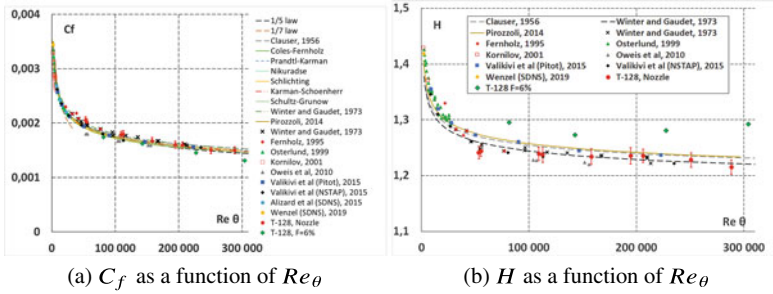 Cf
0,004
0,003
0,002
0,001
0
0
100 000
200 000
300 000
Re θ
1/5 law
1/7 law
Clauser, 1956
Coles-Fernholz
Prandtl-Karman
Nikuradse
Schlichting
Karman-Schoenherr
Schultz-Grunow
Winter and Gaudet, 1973
Pirozzoli, 2014
Winter and Gaudet, 1973
Fernholz, 1995
Osterlund, 1999
Kornilov, 2001
Oweis et al, 2010
Valikivi et al (Pitot), 2015
Valikivi et al (NSTAP), 2015
Alizard et al (SDNS), 2015
Wenzel (SDNS), 2019
T-128, Nozzle
T-128, F=6%
(a) C_f as a function of Re_θ
H
1,5
1,4
1,3
1,2
1,1
0
100 000
200 000
300 000
Re θ
Clauser, 1956
Winter and Gaudet, 1973
Pirozzoli, 2014
Winter and Gaudet, 1973
Fernholz, 1995
Osterlund, 1999
Kornilov, 2001
Oweis et al, 2010
Valikivi et al (Pitot), 2015
Valikivi et al (NSTAP), 2015
Wenzel (SDNS), 2019
T-128, Nozzle
T-128 F=6%
(b) H as a function of Re_θ